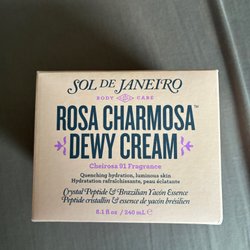 SOL DE JANEIRO
BODY CARE
ROSA CHARMOSA™
DEWY CREAM
Cheirosa 91 Fragrance
Quenching hydration, luminous skin
Hydratation rafraîchissante, peau éclatante
Crystal Peptide & Brazilian Yacón Essence
Peptide cristallin & essence de yacón brésilien
8.1 fl oz / 240 ml e